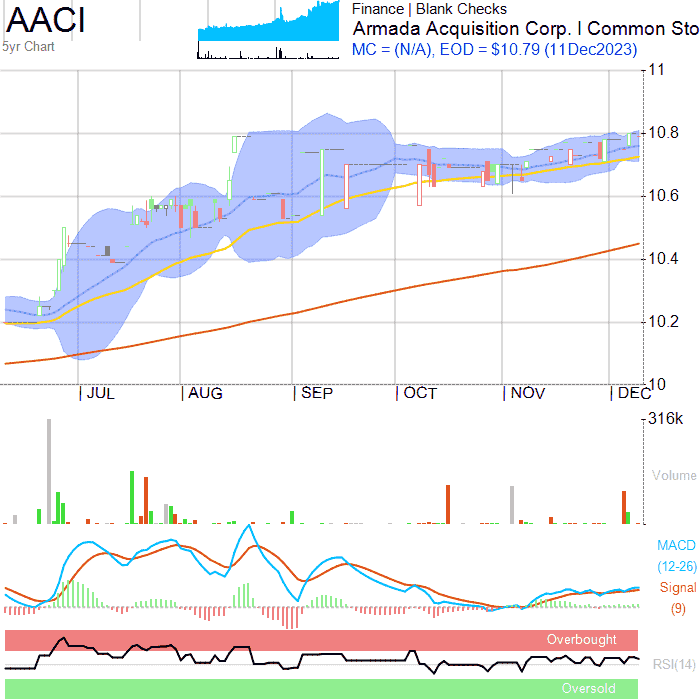 AACI
5yr Chart
Finance | Blank Checks
Armada Acquisition Corp. I Common Sto
MC = (N/A), EOD = $10.79 (11Dec2023)
11
10.8
10.6
10.4
10.2
10
JUL
AUG
SEP
OCT
NOV
DEC
316k
Volume
MACD
(12-26)
Signal
(9)
Overbought
RSI(14)
Oversold